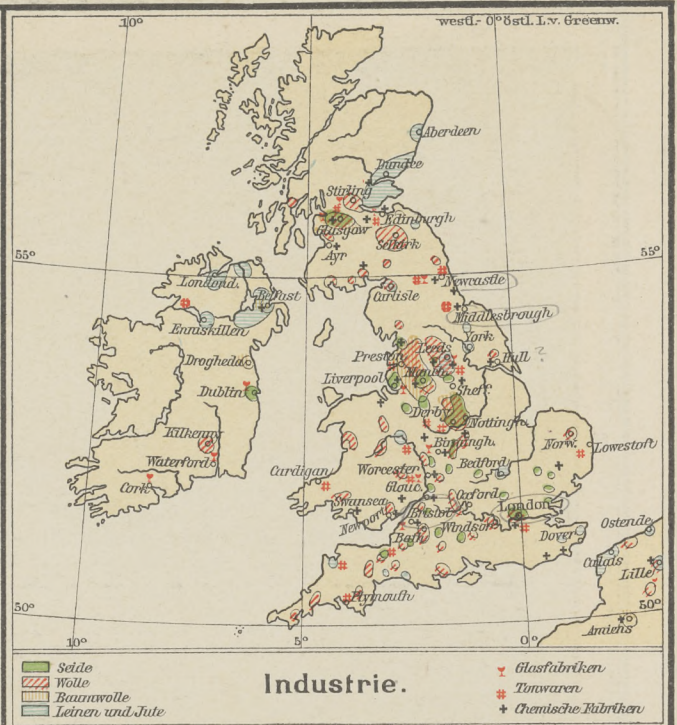 10° westl.- 0° östl. L.v. Greenw.
Aberdeen
Dundee
Stirling
Edinburgh
Glasgow
Selkirk
Ayr
55° 55°
Newcastle
Carlisle
Londond.
Belfast
Middlesbrough
Enniskillen
York
Drogheda
Preston Leeds Hull ?
Liverpool Manch.
Sheff.
Dublin
Derby
Nottingh.
Kilkenny
Birmingh. Norw. Lowestoft
Waterford
Cardigan Worcester Bedford
Cork
Glouc.
Swansea Oxford London
Newport Bristol
Windsor Ostende
Bath Dover
Calais
Lille
Plymouth
50° 50°
Amiens
10° 5° 0°
Seide
Wolle
Baumwolle
Leinen und Jute
Industrie.
Glasfabriken
Tonwaren
Chemische Fabriken